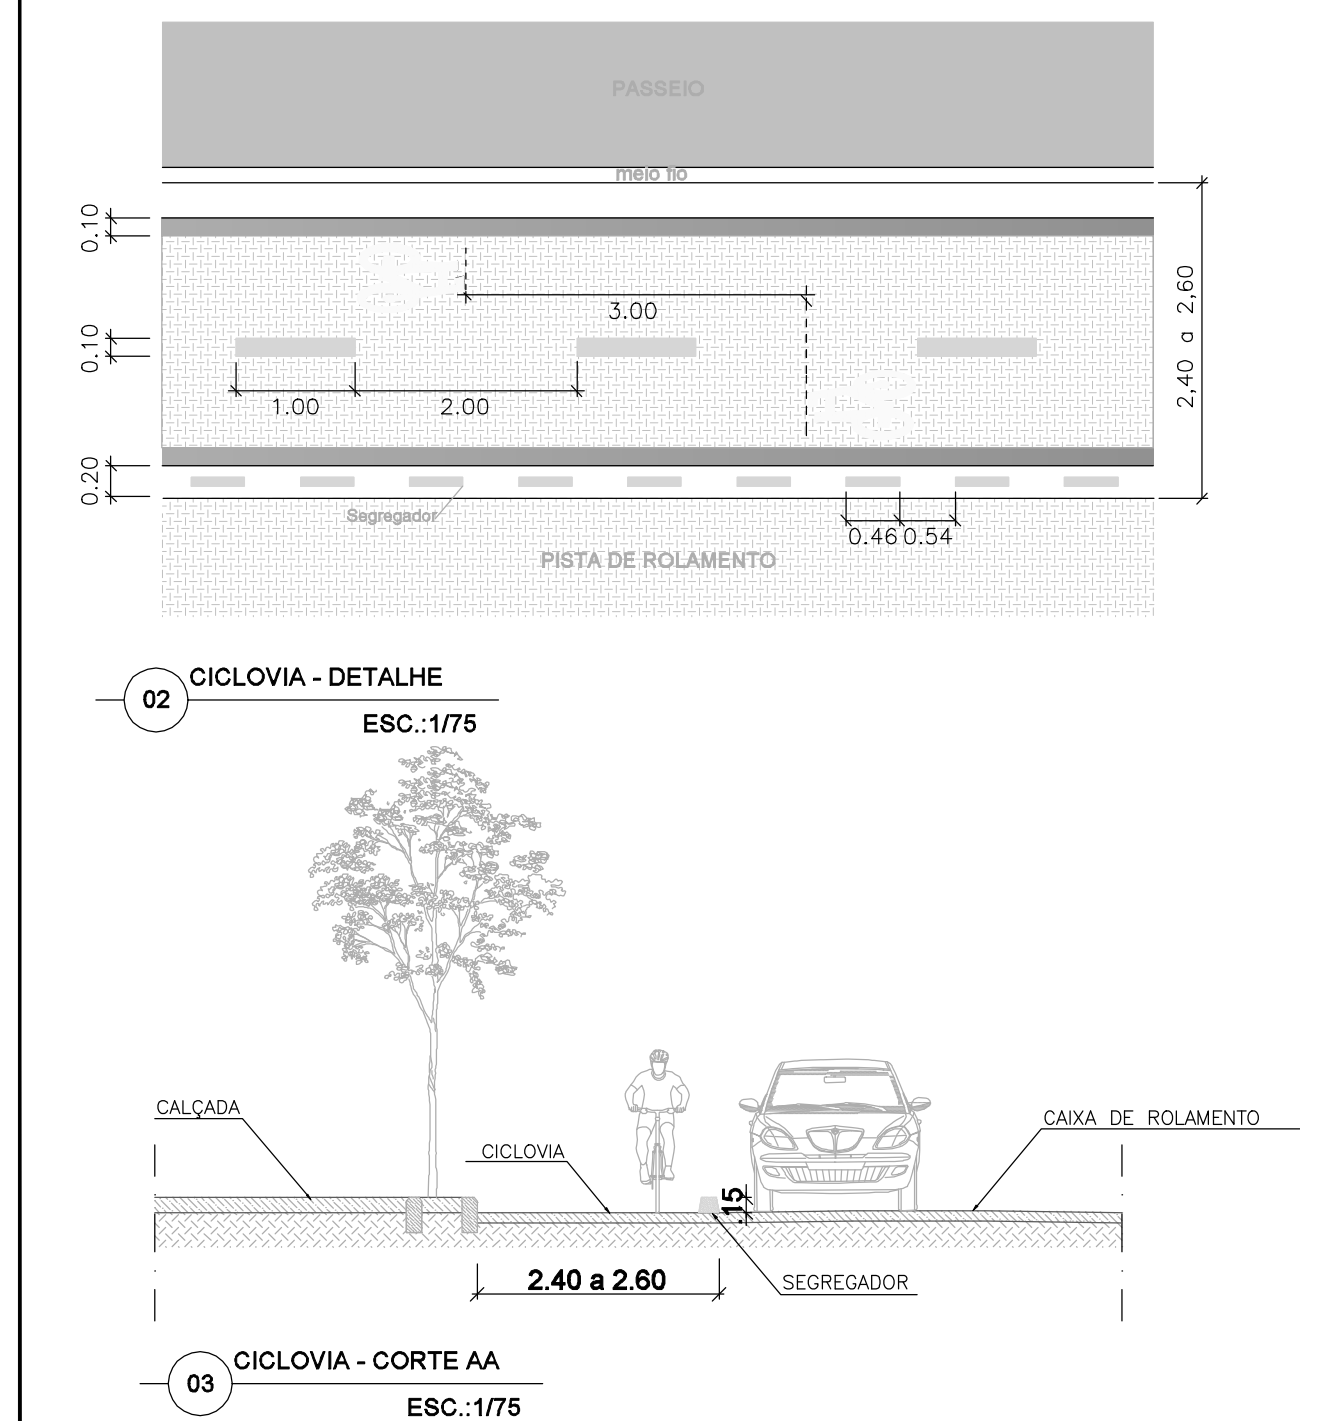 PASSEIO
meio fio
0.10
3.00
2,40 a 2,60
0.10
1.00
2.00
0.20
Segregador
0.46
0.54
PISTA DE ROLAMENTO
02
CICLOVIA - DETALHE
ESC.:1/75
CALÇADA
CICLOVIA
CAIXA DE ROLAMENTO
.15
2.40 a 2.60
SEGREGADOR
03
CICLOVIA - CORTE AA
ESC.:1/75